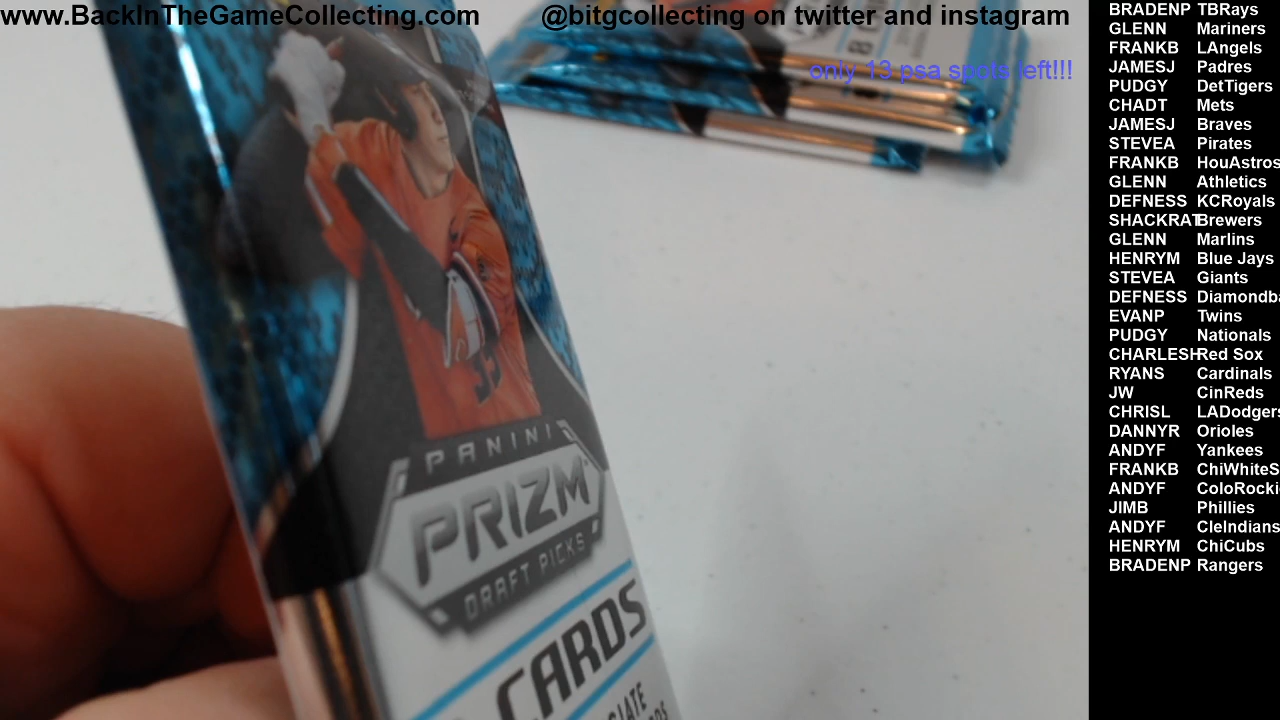 www.BackInTheGameCollecting.com
@bitgcollecting on twitter and instagram
only 13 psa spots left!!!
PANINI
PRIZM
DRAFT PICKS
CARDS
BRADENP TBRays
GLENN Mariners
FRANKB LAngels
JAMESJ Padres
PUDGY DetTigers
CHADT Mets
JAMESJ Braves
STEVEA Pirates
FRANKB HouAstros
GLENN Athletics
DEFNESS KCRoyals
SHACKRAT Brewers
GLENN Marlins
HENRYM Blue Jays
STEVEA Giants
DEFNESS Diamondba
EVANP Twins
PUDGY Nationals
CHARLESH Red Sox
RYANS Cardinals
JW CinReds
CHRISL LADodgers
DANNYR Orioles
ANDYF Yankees
FRANKB ChiWhiteS
ANDYF ColoRocki
JIMB Phillies
ANDYF CleIndians
HENRYM ChiCubs
BRADENP Rangers